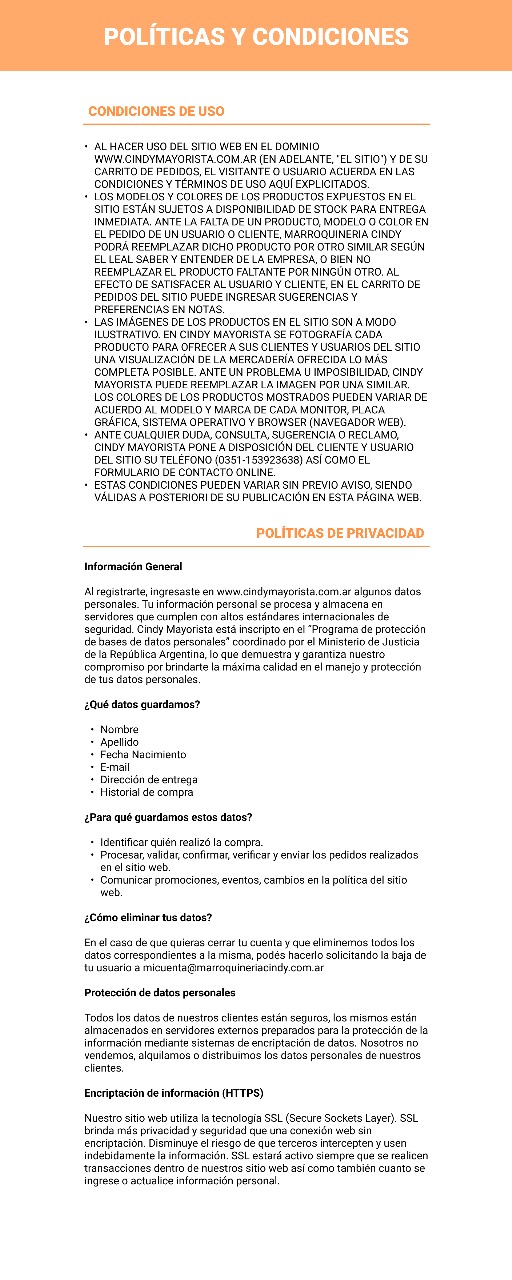 POLÍTICAS Y CONDICIONES
CONDICIONES DE USO
• AL HACER USO DEL SITIO WEB EN EL DOMINIO
WWW.CINDYMAYORISTA.COM.AR (EN ADELANTE, "EL SITIO") Y DE SU
CARRITO DE PEDIDOS, EL VISITANTE O USUARIO ACUERDA EN LAS
CONDICIONES Y TÉRMINOS DE USO AQUÍ EXPLICITADOS.
• LOS MODELOS Y COLORES DE LOS PRODUCTOS EXPUESTOS EN EL
SITIO ESTÁN SUJETOS A DISPONIBILIDAD DE STOCK PARA ENTREGA
INMEDIATA. ANTE LA FALTA DE UN PRODUCTO, MODELO O COLOR EN
EL PEDIDO DE UN USUARIO O CLIENTE, MARROQUINERIA CINDY
PODRÁ REEMPLAZAR DICHO PRODUCTO POR OTRO SIMILAR SEGÚN
EL LEAL SABER Y ENTENDER DE LA EMPRESA, O BIEN NO
REEMPLAZAR EL PRODUCTO FALTANTE POR NINGÚN OTRO. AL
EFECTO DE SATISFACER AL USUARIO Y CLIENTE, EN EL CARRITO DE
PEDIDOS DEL SITIO PUEDE INGRESAR SUGERENCIAS Y
PREFERENCIAS EN NOTAS.
• LAS IMÁGENES DE LOS PRODUCTOS EN EL SITIO SON A MODO
ILUSTRATIVO. EN CINDY MAYORISTA SE FOTOGRAFÍA CADA
PRODUCTO PARA OFRECER A SUS CLIENTES Y USUARIOS DEL SITIO
UNA VISUALIZACIÓN DE LA MERCADERÍA OFRECIDA LO MÁS
COMPLETA POSIBLE. ANTE UN PROBLEMA U IMPOSIBILIDAD, CINDY
MAYORISTA PUEDE REEMPLAZAR LA IMAGEN POR UNA SIMILAR.
LOS COLORES DE LOS PRODUCTOS MOSTRADOS PUEDEN VARIAR DE
ACUERDO AL MODELO Y MARCA DE CADA MONITOR, PLACA
GRÁFICA, SISTEMA OPERATIVO Y BROWSER (NAVEGADOR WEB).
• ANTE CUALQUIER DUDA, CONSULTA, SUGERENCIA O RECLAMO,
CINDY MAYORISTA PONE A DISPOSICIÓN DEL CLIENTE Y USUARIO
DEL SITIO SU TELÉFONO (0351-153923638) ASÍ COMO EL
FORMULARIO DE CONTACTO ONLINE.
• ESTAS CONDICIONES PUEDEN VARIAR SIN PREVIO AVISO, SIENDO
VÁLIDAS A POSTERIORI DE SU PUBLICACIÓN EN ESTA PÁGINA WEB.
POLÍTICAS DE PRIVACIDAD
Información General
Al registrarte, ingresaste en www.cindymayorista.com.ar algunos datos
personales. Tu información personal se procesa y almacena en
servidores que cumplen con altos estándares internacionales de
seguridad. Cindy Mayorista está inscripto en el "Programa de protección
de bases de datos personales" coordinado por el Ministerio de Justicia
de la República Argentina, lo que demuestra y garantiza nuestro
compromiso por brindarte la máxima calidad en el manejo y protección
de tus datos personales.
¿Qué datos guardamos?
• Nombre
• Apellido
• Fecha Nacimiento
• E-mail
• Dirección de entrega
• Historial de compra
¿Para qué guardamos estos datos?
• Identificar quién realizó la compra.
• Procesar, validar, confirmar, verificar y enviar los pedidos realizados
en el sitio web.
• Comunicar promociones, eventos, cambios en la política del sitio
web.
¿Cómo eliminar tus datos?
En el caso de que quieras cerrar tu cuenta y que eliminemos todos los
datos correspondientes a la misma, podés hacerlo solicitando la baja de
tu usuario a micuenta@marroquineriacindy.com.ar
Protección de datos personales
Todos los datos de nuestros clientes están seguros, los mismos están
almacenados en servidores externos preparados para la protección de la
información mediante sistemas de encriptación de datos. Nosotros no
vendemos, alquilamos o distribuimos los datos personales de nuestros
clientes.
Encriptación de información (HTTPS)
Nuestro sitio web utiliza la tecnología SSL (Secure Sockets Layer). SSL
brinda más privacidad y seguridad que una conexión web sin
encriptación. Disminuye el riesgo de que terceros intercepten y usen
indebidamente la información. SSL estará activo siempre que se realicen
transacciones dentro de nuestros sitio web así como también cuanto se
ingrese o actualice información personal.